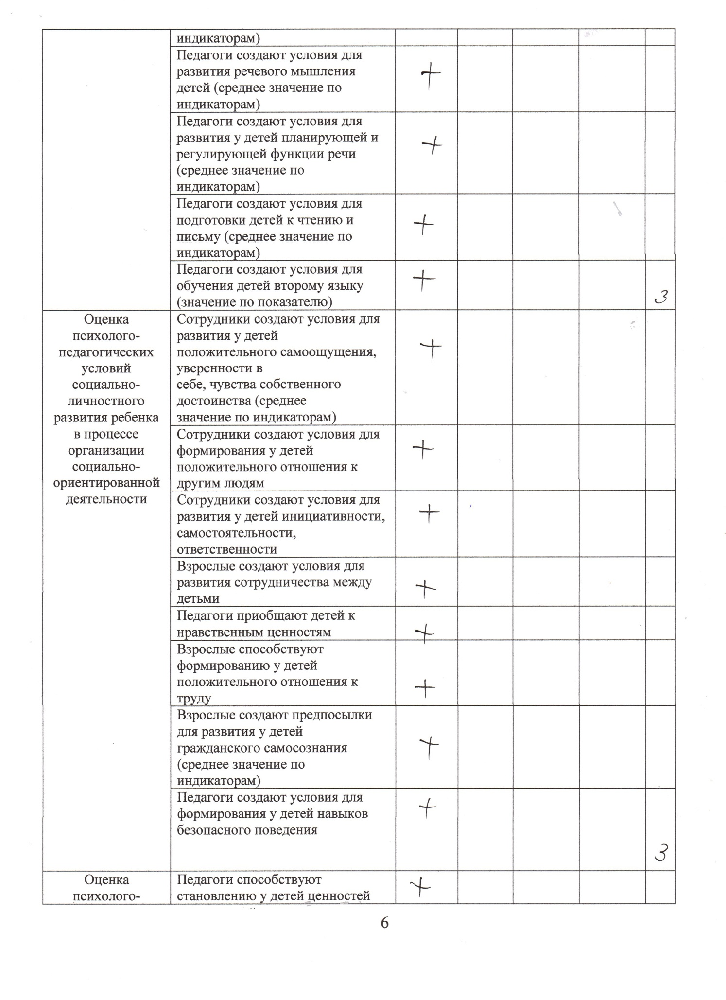 индикаторам)
Педагоги создают условия для
развития речевого мышления
детей (среднее значение по
индикаторам)
+
Педагоги создают условия для
развития у детей планирующей и
регулирующей функции речи
(среднее значение по
индикаторам)
+
Педагоги создают условия для
подготовки детей к чтению и
письму (среднее значение по
индикаторам)
+
Педагоги создают условия для
обучения детей второму языку
(значение по показателю)
+
3
Оценка
психолого-
педагогических
условий
социально-
личностного
развития ребенка
в процессе
организации
социально-
ориентированной
деятельности
Сотрудники создают условия для
развития у детей
положительного самоощущения,
уверенности в
себе, чувства собственного
достоинства (среднее
значение по индикаторам)
+
Сотрудники создают условия для
формирования у детей
положительного отношения к
другим людям
+
Сотрудники создают условия для
развития у детей инициативности,
самостоятельности,
ответственности
+
Взрослые создают условия для
развития сотрудничества между
детьми
+
Педагоги приобщают детей к
нравственным ценностям
+
Взрослые способствуют
формированию у детей
положительного отношения к
труду
+
Взрослые создают предпосылки
для развития у детей
гражданского самосознания
(среднее значение по
индикаторам)
+
Педагоги создают условия для
формирования у детей навыков
безопасного поведения
+
3
Оценка
психолого-
Педагоги способствуют
становлению у детей ценностей
+
6